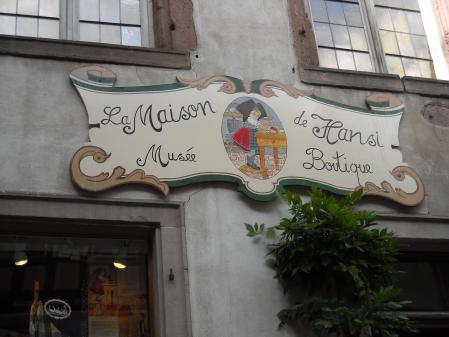 La Maison de Hansi
Musée Boutique